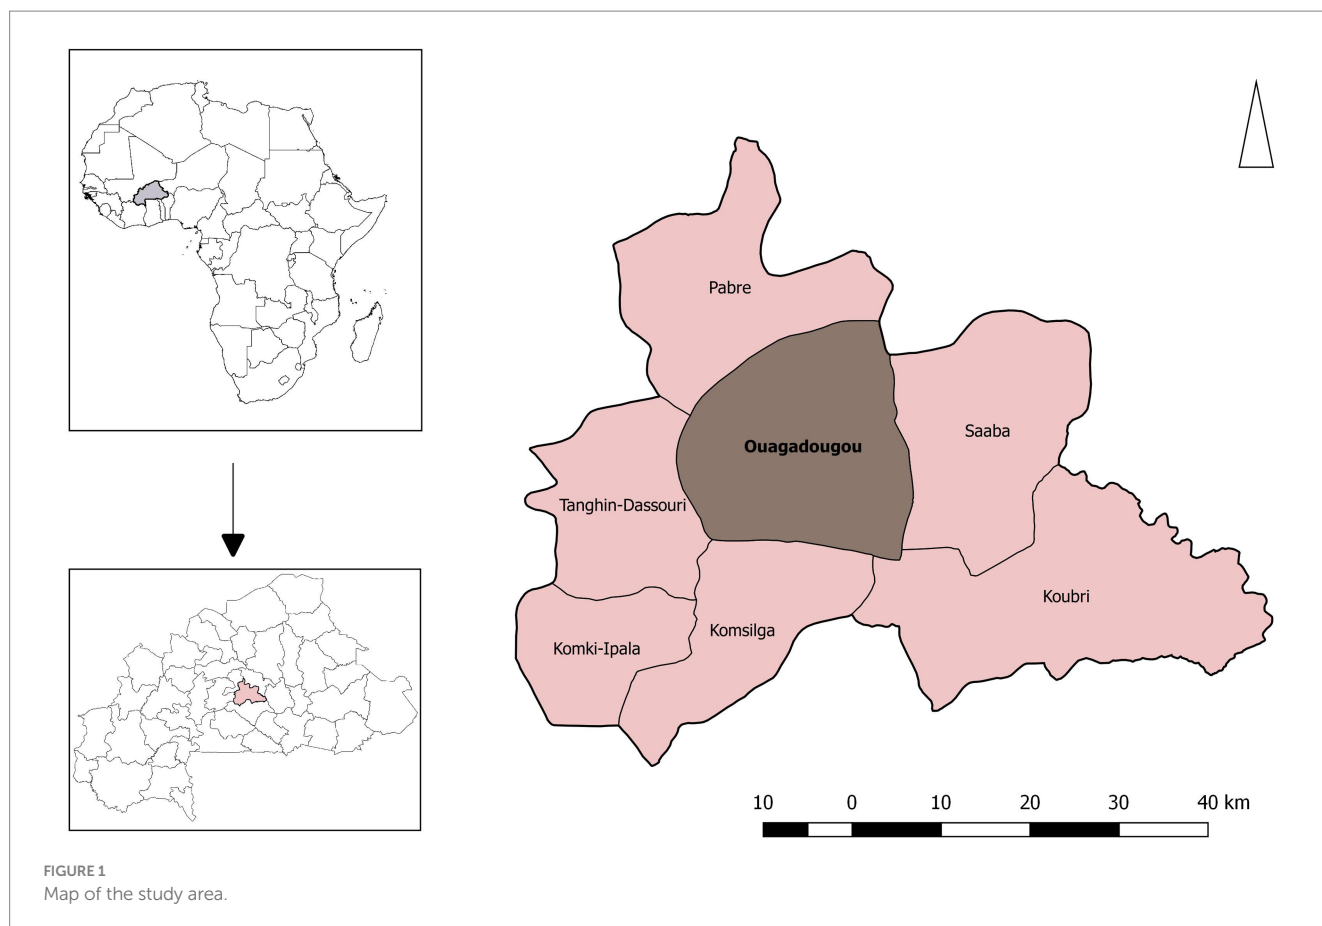 Pabre
Saaba
Ouagadougou
Tanghin-Dassouri
Koubri
Komsilga
Komki-Ipala
10 0 10 20 30 40 km
FIGURE 1
Map of the study area.